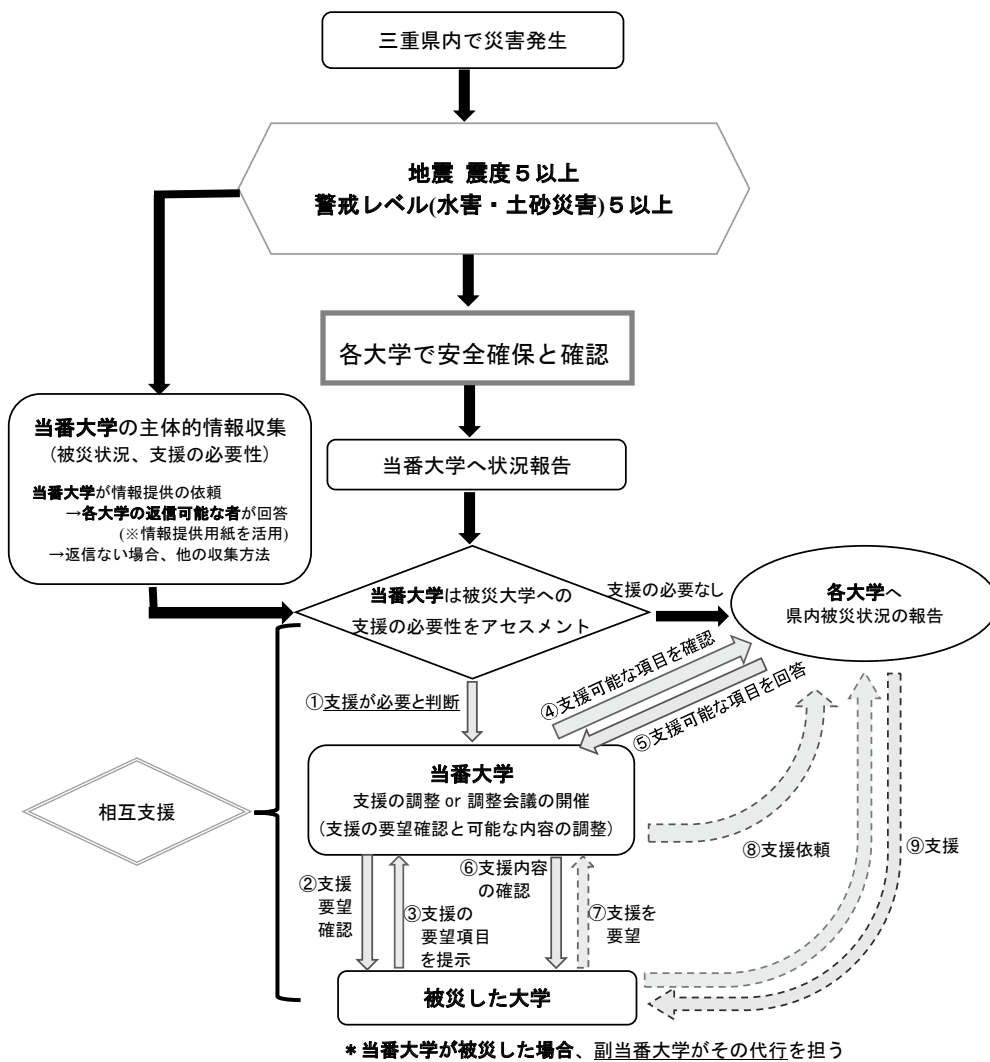 三重県内で災害発生
地震 震度５以上
警戒レベル(水害・土砂災害)５以上
各大学で安全確保と確認
当番大学の主体的情報収集
（被災状況、支援の必要性）
当番大学が情報提供の依頼
→各大学の返信可能な者が回答
(※情報提供用紙を活用)
→返信ない場合、他の収集方法
当番大学へ状況報告
当番大学は被災大学への
支援の必要性をアセスメント
支援の必要なし
各大学へ
県内被災状況の報告
①支援が必要と判断
④支援可能な項目を確認
⑤支援可能な項目を回答
当番大学
支援の調整 or 調整会議の開催
（支援の要望確認と可能な内容の調整）
相互支援
②支援
要望
確認
③支援の
要望項目
を提示
⑥支援内容
の確認
⑦支援を
要望
⑧支援依頼
⑨支援
被災した大学
＊当番大学が被災した場合、副当番大学がその代行を担う